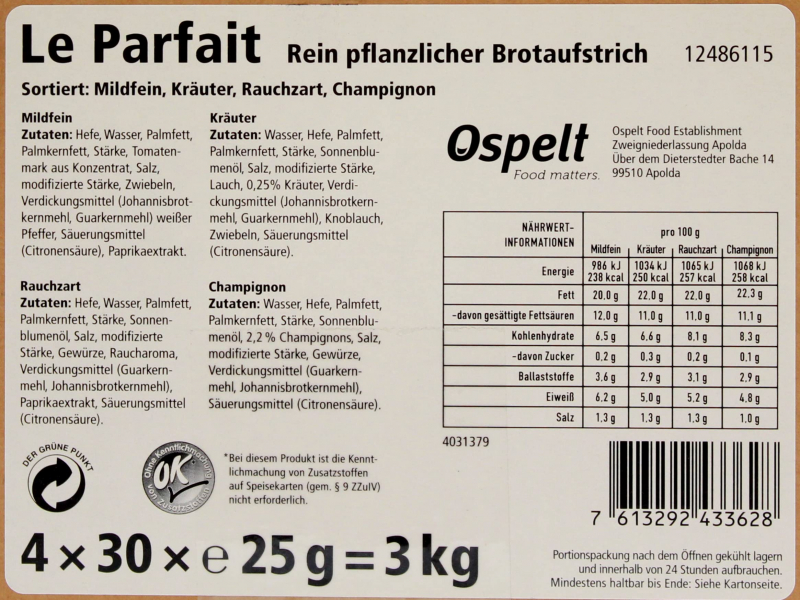 Le Parfait Rein pflanzlicher Brotaufstrich 12486115
Sortiert: Mildfein, Kräuter, Rauchzart, Champignon
Mildfein
Zutaten: Hefe, Wasser, Palmfett,
Palmkernfett, Stärke, Tomaten-
mark aus Konzentrat, Salz,
modifizierte Stärke, Zwiebeln,
Verdickungsmittel (Johannisbrot-
kernmehl, Guarkernmehl) weißer
Pfeffer, Säuerungsmittel
(Citronensäure), Paprikaextrakt.
Kräuter
Zutaten: Wasser, Hefe, Palmfett,
Palmkernfett, Stärke, Sonnenblu-
menöl, Salz, modifizierte Stärke,
Lauch, 0,25% Kräuter, Verdi-
ckungsmittel (Johannisbrotkern-
mehl, Guarkernmehl), Knoblauch,
Zwiebeln, Säuerungsmittel
(Citronensäure).
Rauchzart
Zutaten: Hefe, Wasser, Palmfett,
Palmkernfett, Stärke, Sonnen-
blumenöl, Salz, modifizierte
Stärke, Gewürze, Raucharoma,
Verdickungsmittel (Guarkern-
mehl, Johannisbrotkernmehl),
Paprikaextrakt, Säuerungsmittel
(Citronensäure).
Champignon
Zutaten: Wasser, Hefe, Palmfett,
Palmkernfett, Stärke, Sonnenblu-
menöl, 2,2 % Champignons, Salz,
modifizierte Stärke, Gewürze,
Verdickungsmittel (Guarkern-
mehl, Johannisbrotkernmehl),
Säuerungsmittel (Citronensäure).
Ospelt
Food matters.
Ospelt Food Establishment
Zweigniederlassung Apolda
Über dem Dieterstedter Bache 14
99510 Apolda
NÄHRWERT-
INFORMATIONEN
pro 100 g
Mildfein Kräuter Rauchzart Champignon
Energie 986 kJ 1034 kJ 1065 kJ 1068 kJ
238 kcal 250 kcal 257 kcal 258 kcal
Fett 20,0 g 22,0 g 22,0 g 22,3 g
-davon gesättigte Fettsäuren 12,0 g 11,0 g 11,0 g 11,1 g
Kohlenhydrate 6,5 g 6,6 g 8,1 g 8,3 g
-davon Zucker 0,2 g 0,3 g 0,2 g 0,1 g
Ballaststoffe 3,6 g 2,9 g 3,1 g 2,9 g
Eiweiß 6,2 g 5,0 g 5,2 g 4,8 g
Salz 1,3 g 1,3 g 1,3 g 1,0 g
4031379
DER GRÜNE PUNKT
Ohne Kenntlichmachung
OK*
von Zusatzstoffen
*Bei diesem Produkt ist die Kennt-
lichmachung von Zusatzstoffen
auf Speisekarten (gem. § 9 ZZulV)
nicht erforderlich.
7 613292 433628
4 × 30 × e 25 g = 3 kg
Portionspackung nach dem Öffnen gekühlt lagern
und innerhalb von 24 Stunden aufbrauchen.
Mindestens haltbar bis Ende: Siehe Kartonseite.